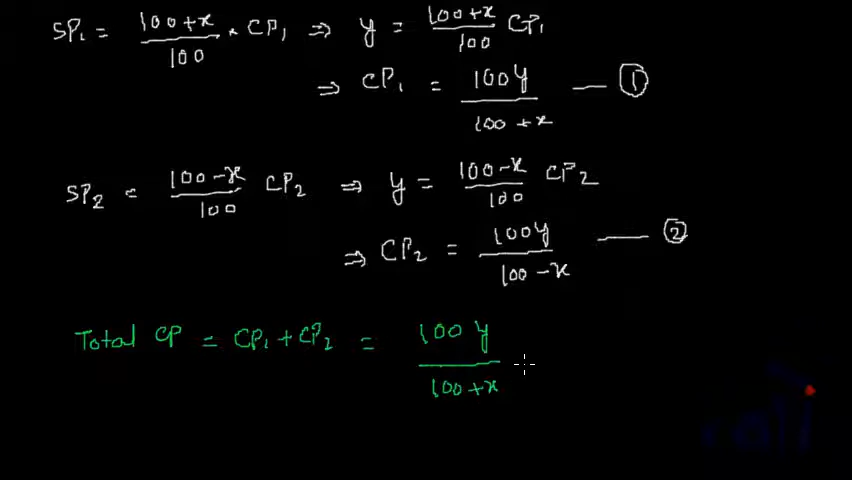 SP₁ = 100+x/100 . CP₁ ⇒ y = 100+x/100 CP₁
⇒ CP₁ = 100y/100+x — ①
SP₂ = 100-x/100 CP₂ ⇒ y = 100-x/100 CP₂
⇒ CP₂ = 100y/100-x — ②
Total CP = CP₁ + CP₂ = 100y/100+x